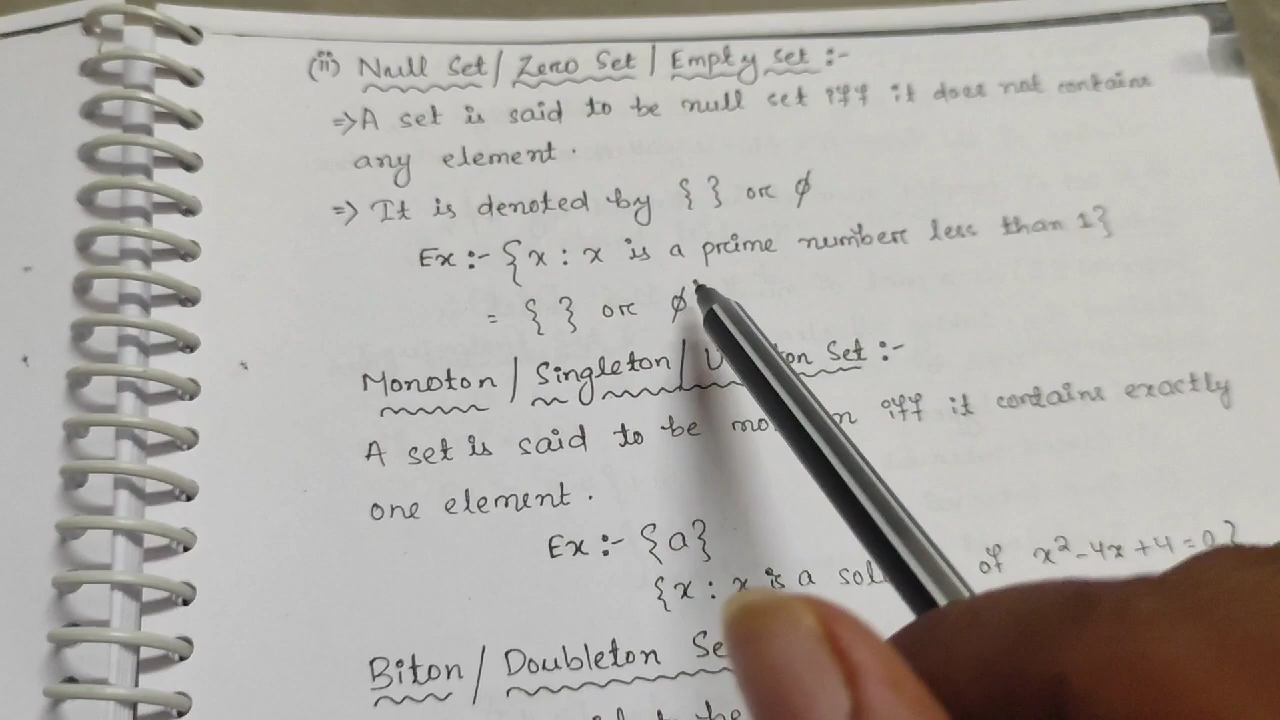 (ii) Null Set / Zero Set / Empty set :-
=> A set is said to be null set iff it does not contains
any element.
=> It is denoted by { } or ϕ
Ex :- { x : x is a prime number less than 1}
= { } or ϕ
Monoton / Singleton / Set :-
A set is said to be iff it contains exactly
one element.
Ex :- {a}
{x : x is a of x²-4x+4=0}
Biton / Doubleton
be